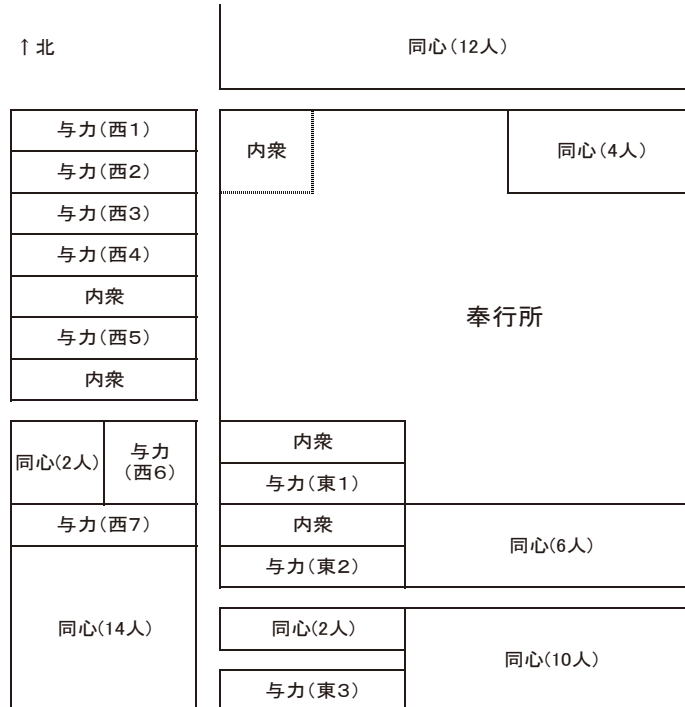 ↑北
同心（12人）
与力（西１）
与力（西２）
与力（西３）
与力（西４）
内衆
与力（西５）
内衆
内衆
同心（4人）
奉行所
同心(2人)
与力
（西６）
与力（西７）
同心(14人)
内衆
与力（東１）
内衆
与力（東２）
同心(6人)
同心(2人)
与力（東３）
同心(10人)